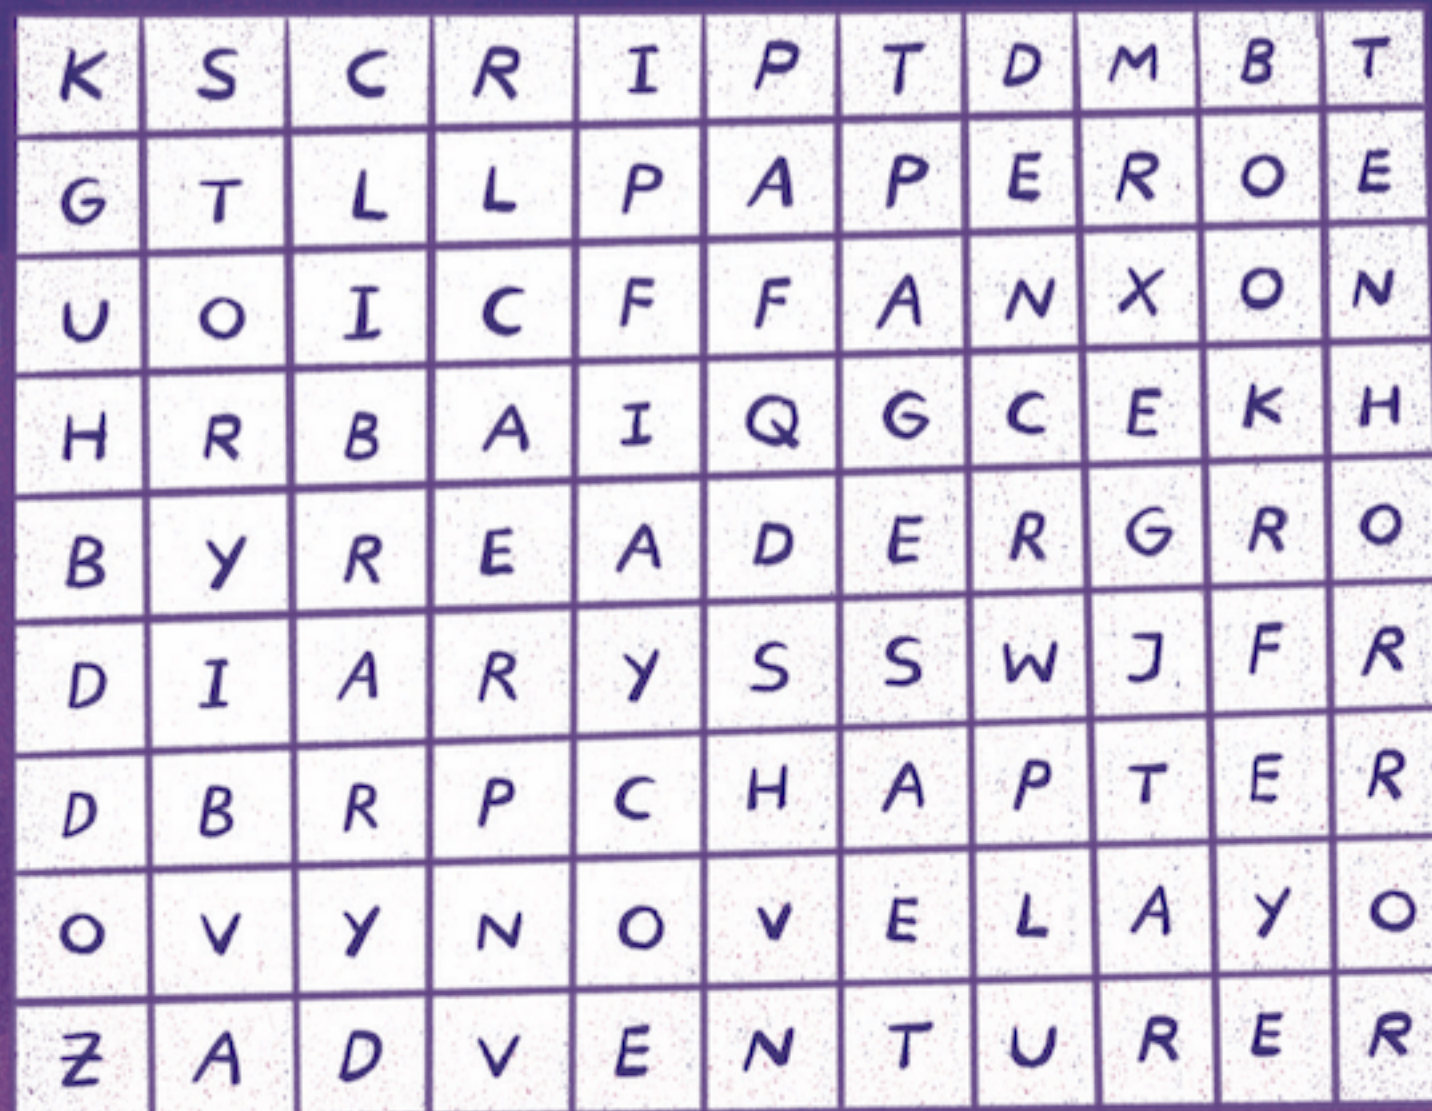 K S C R I P T D M B T
G T L L P A P E R O E
U O I C F F A N X O N
H R B A I Q G C E K H
B Y R E A D E R G R O
D I A R Y S S W J F R
D B R P C H A P T E R
O V Y N O V E L A Y O
Z A D V E N T U R E R